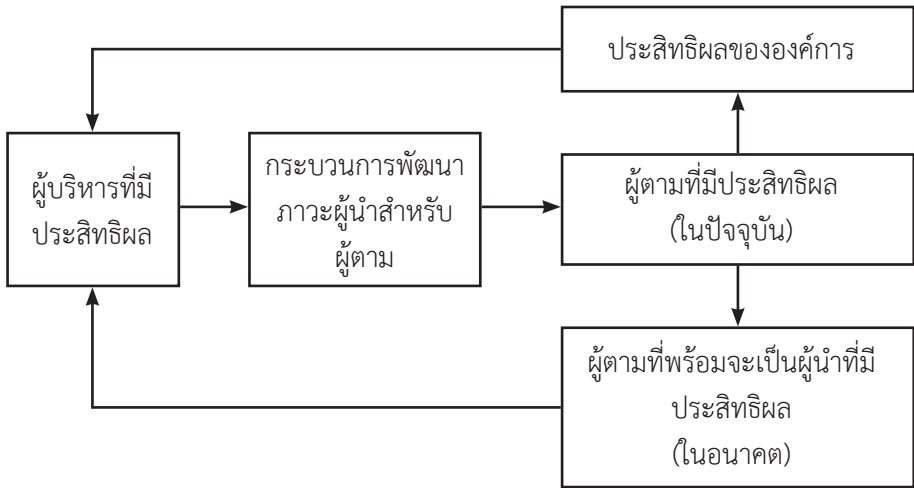 ประสิทธิผลขององค์การ
ผู้บริหารที่มี
ประสิทธิผล
กระบวนการพัฒนา
ภาวะผู้นำสำหรับ
ผู้ตาม
ผู้ตามที่มีประสิทธิผล
(ในปัจจุบัน)
ผู้ตามที่พร้อมจะเป็นผู้นำที่มี
ประสิทธิผล
(ในอนาคต)